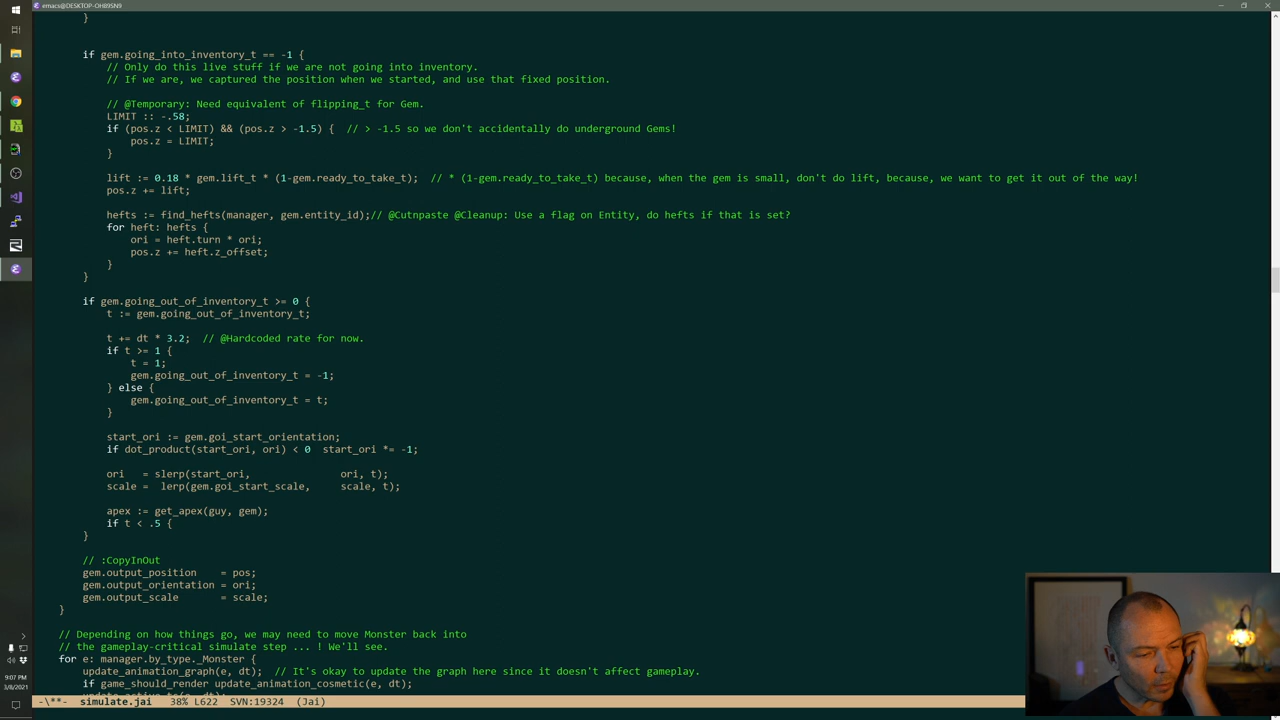 emacs@DESKTOP-OH89SN9
}
if gem.going_into_inventory_t == -1 {
// Only do this live stuff if we are not going into inventory.
// If we are, we captured the position when we started, and use that fixed position.
// @Temporary: Need equivalent of flipping_t for Gem.
LIMIT :: -.58;
if (pos.z < LIMIT) && (pos.z > -1.5) {  // > -1.5 so we don't accidentally do underground Gems!
pos.z = LIMIT;
}
lift := 0.18 * gem.lift_t * (1-gem.ready_to_take_t);  // * (1-gem.ready_to_take_t) because, when the gem is small, don't do lift, because, we want to get it out of the way!
pos.z += lift;
hefts := find_hefts(manager, gem.entity_id);// @Cutnpaste @Cleanup: Use a flag on Entity, do hefts if that is set?
for heft: hefts {
ori = heft.turn * ori;
pos.z += heft.z_offset;
}
}
if gem.going_out_of_inventory_t >= 0 {
t := gem.going_out_of_inventory_t;
t += dt * 3.2;  // @Hardcoded rate for now.
if t >= 1 {
t = 1;
gem.going_out_of_inventory_t = -1;
} else {
gem.going_out_of_inventory_t = t;
}
start_ori := gem.goi_start_orientation;
if dot_product(start_ori, ori) < 0  start_ori *= -1;
ori   = slerp(start_ori,               ori, t);
scale =  lerp(gem.goi_start_scale,     scale, t);
apex := get_apex(guy, gem);
if t < .5 {
}
// :CopyInOut
gem.output_position    = pos;
gem.output_orientation = ori;
gem.output_scale       = scale;
}
// Depending on how things go, we may need to move Monster back into
// the gameplay-critical simulate step ... ! We'll see.
for e: manager.by_type._Monster {
update_animation_graph(e, dt);  // It's okay to update the graph here since it doesn't affect gameplay.
if game_should_render update_animation_cosmetic(e, dt);
-\**-  simulate.jai    38% L622  SVN:19324  (Jai)
9:07 PM
3/8/2021